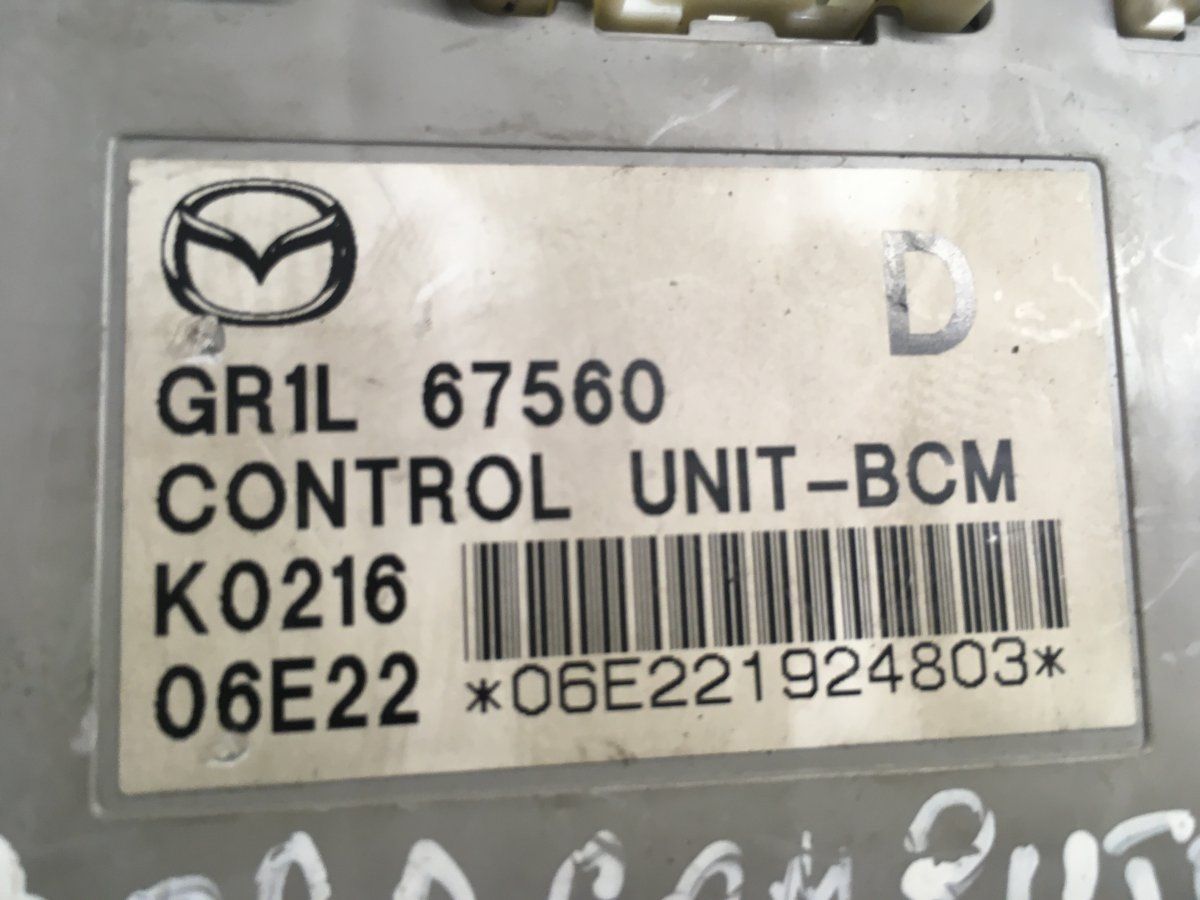 D
GR1L 67560
CONTROL UNIT-BCM
K0216
06E22 *06E221924803*